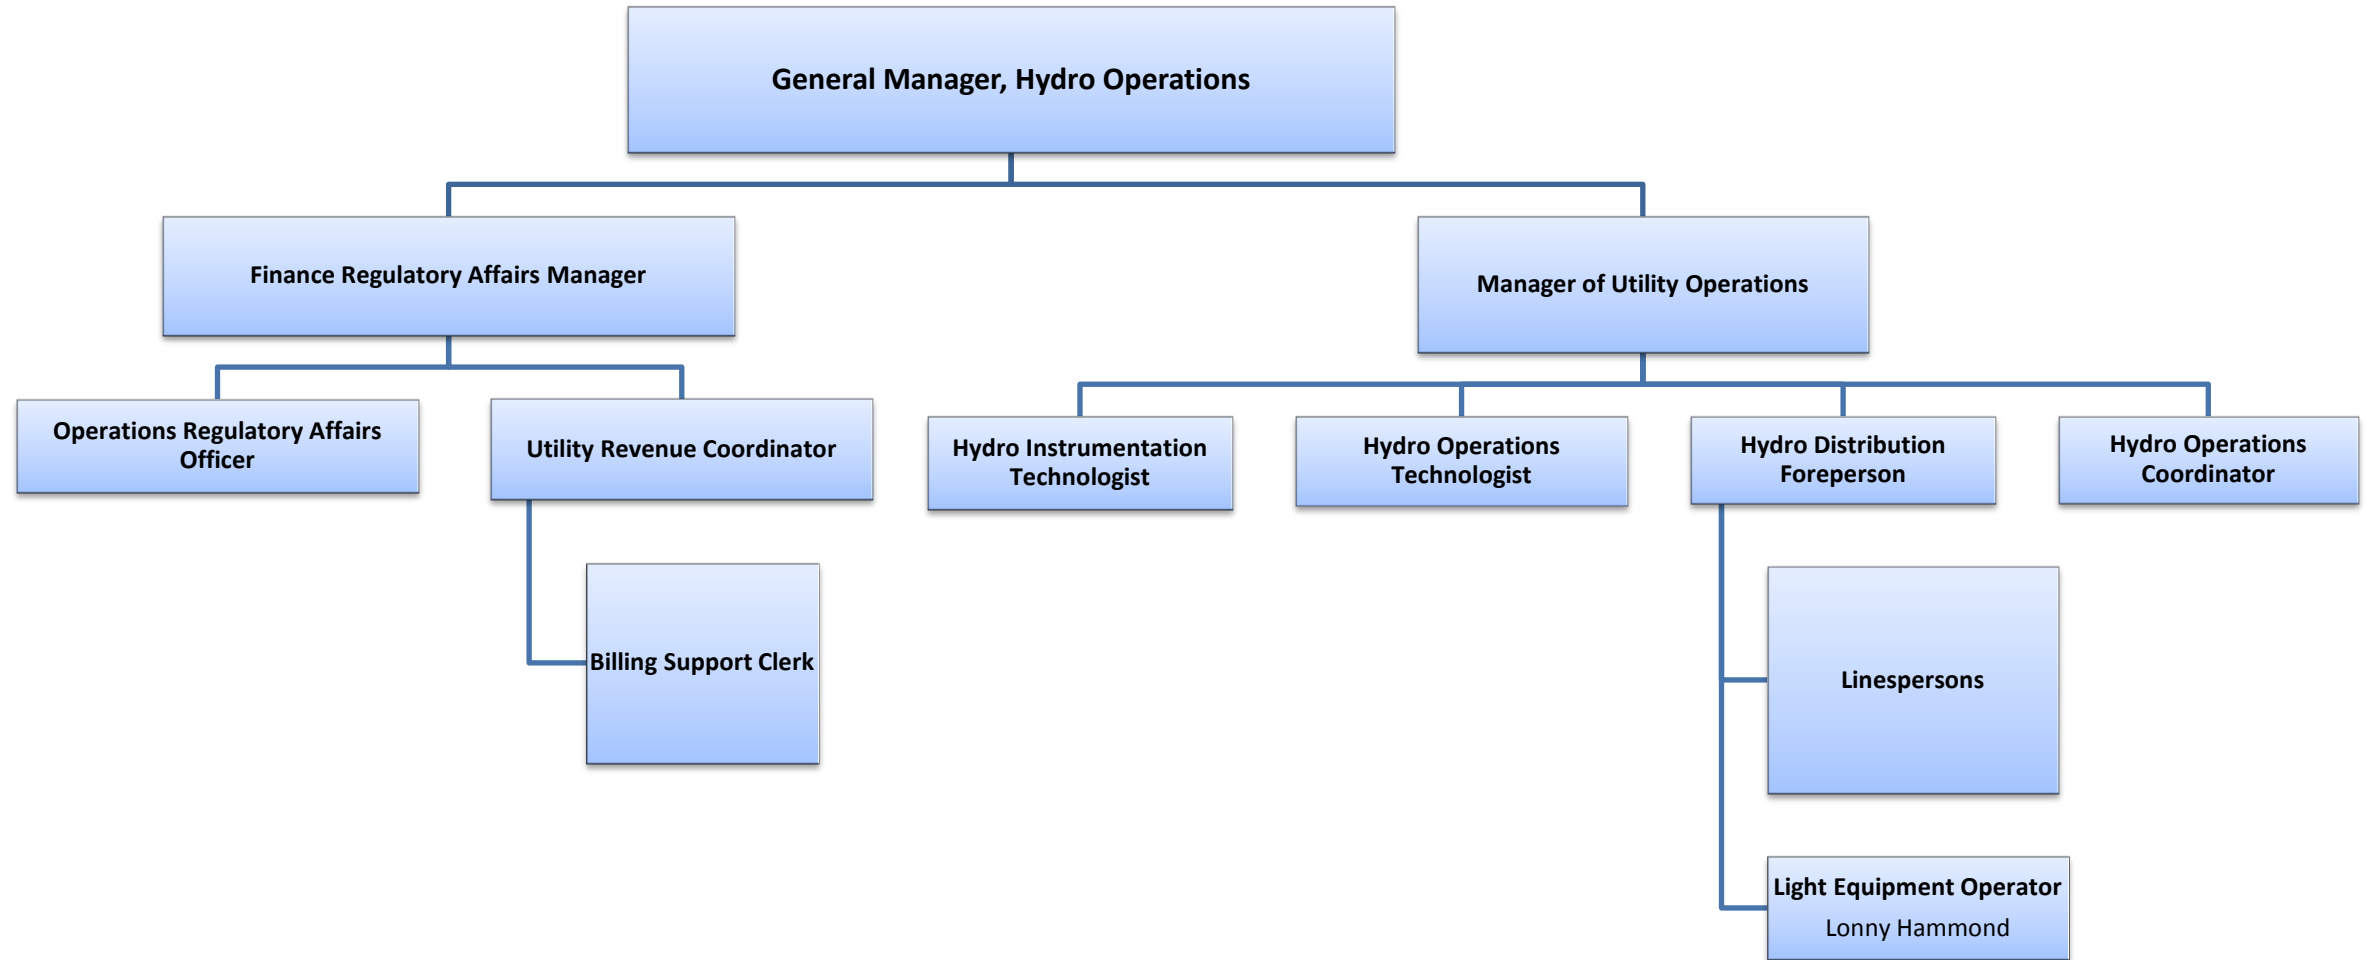 General Manager, Hydro Operations
Finance Regulatory Affairs Manager
Manager of Utility Operations
Operations Regulatory Affairs
Officer
Utility Revenue Coordinator
Hydro Instrumentation
Technologist
Hydro Operations
Technologist
Hydro Distribution
Foreperson
Hydro Operations
Coordinator
Billing Support Clerk
Linespersons
Light Equipment Operator
Lonny Hammond